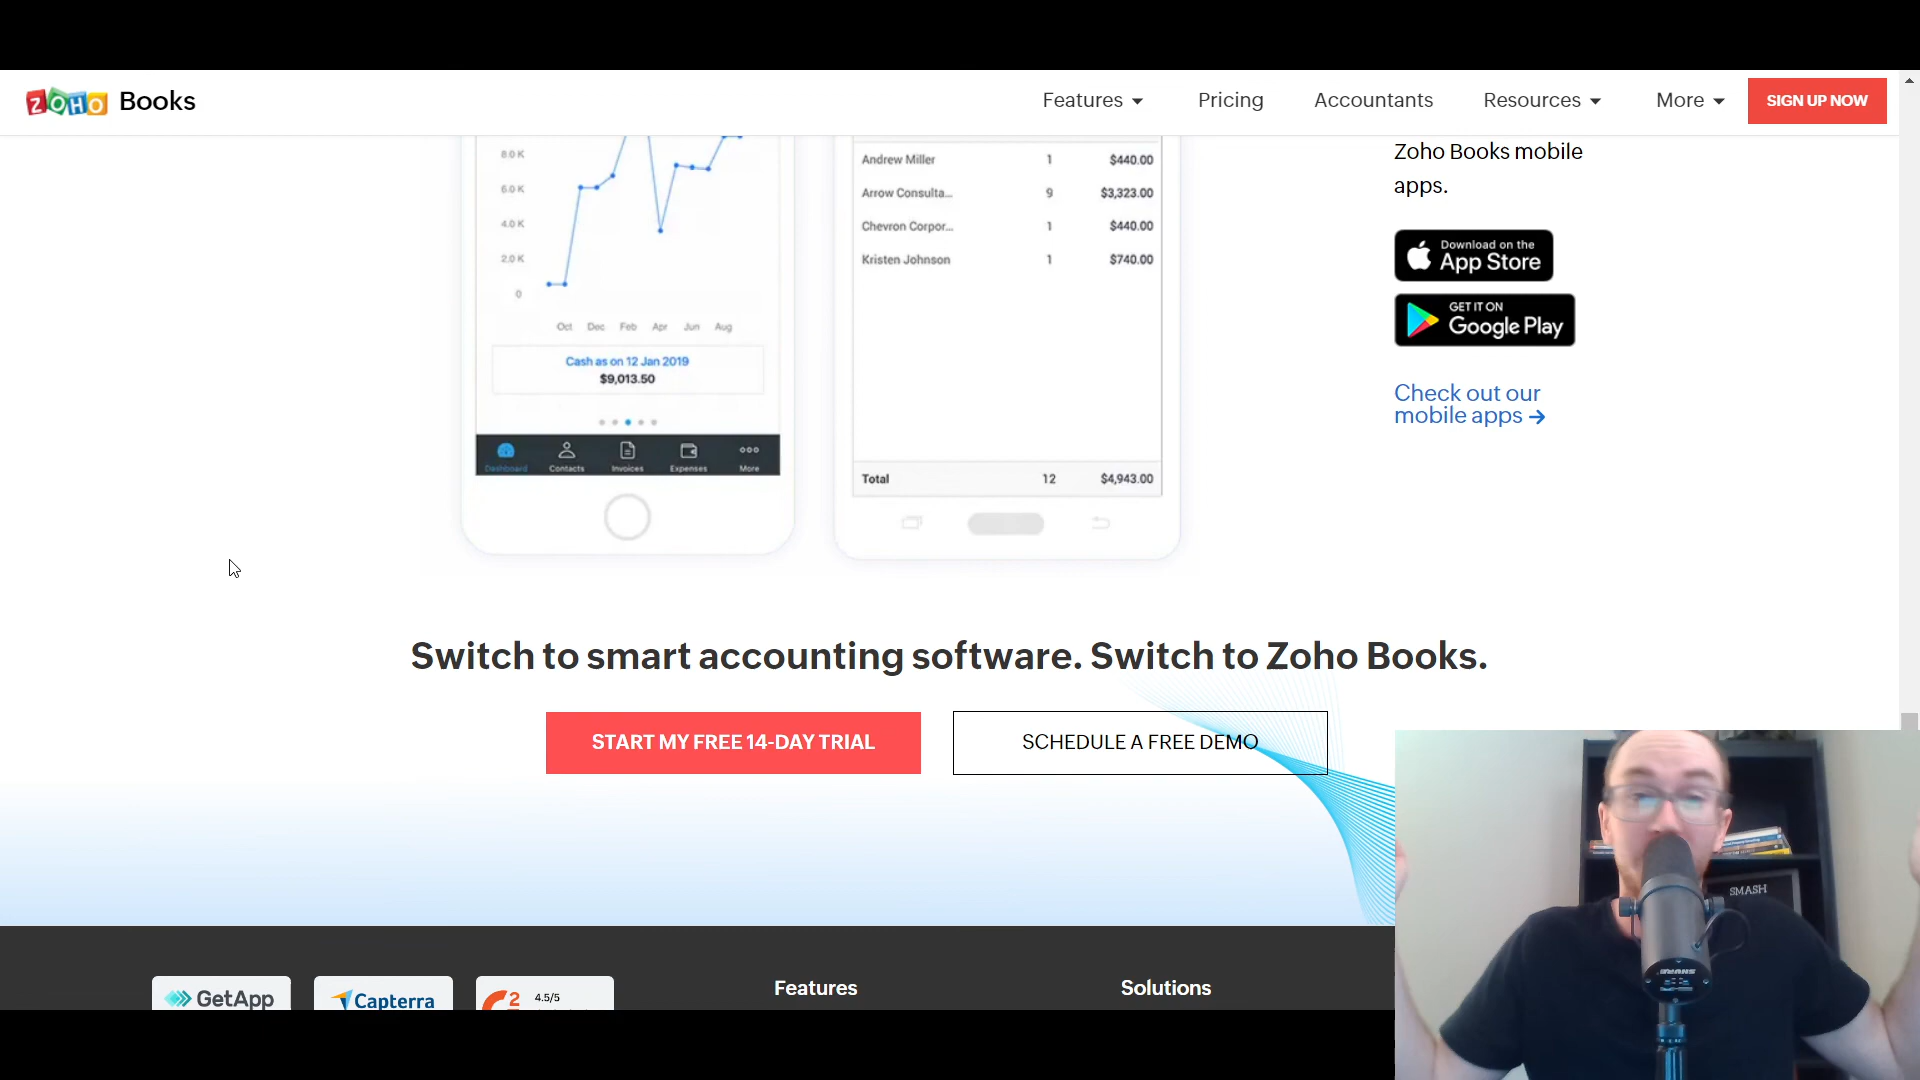 ZOHO Books
Features
Pricing
Accountants
Resources
More
SIGN UP NOW
8.0 K
6.0 K
4.0 K
2.0 K
0
Oct Dec Feb Apr Jun Aug
Cash as on 12 Jan 2019
$9,013.50
Dashboard
Contacts
Invoices
Expenses
More
Andrew Miller 1 $440.00
Arrow Consulta... 9 $3,323.00
Chevron Corpor... 1 $440.00
Kristen Johnson 1 $740.00
Total 12 $4,943.00
Zoho Books mobile
apps.
Download on the
App Store
GET IT ON
Google Play
Check out our
mobile apps →
Switch to smart accounting software. Switch to Zoho Books.
START MY FREE 14-DAY TRIAL
SCHEDULE A FREE DEMO
GetApp
Capterra
G2
4.5/5
Features
Solutions
SMASH
SHURE